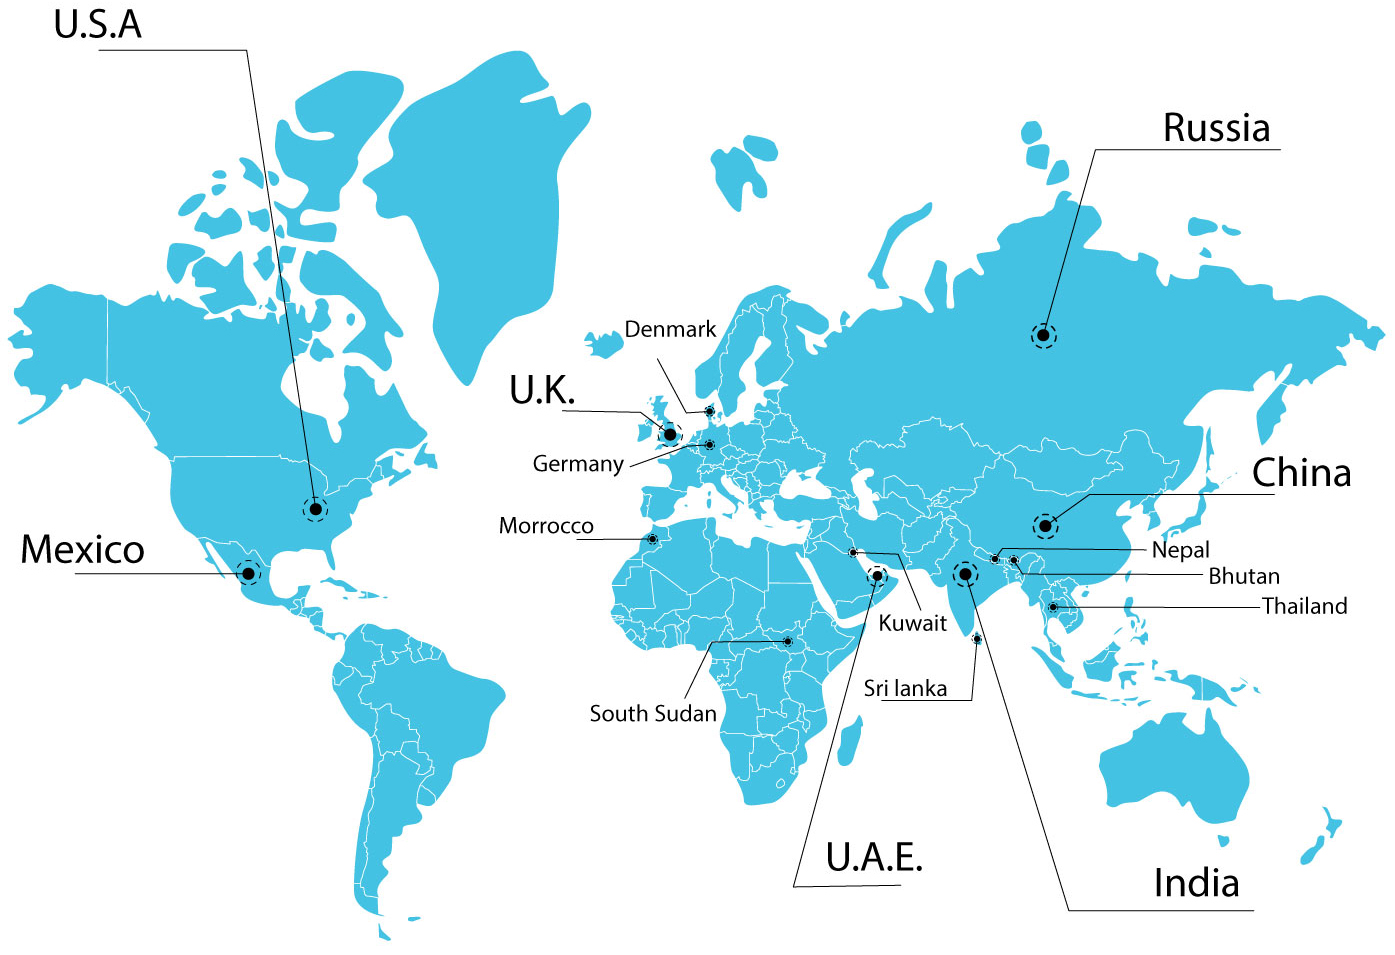 U.S.A
Russia
Denmark
U.K.
Germany
China
Morrocco
Mexico
Nepal
Bhutan
Thailand
Kuwait
Sri lanka
South Sudan
U.A.E.
India